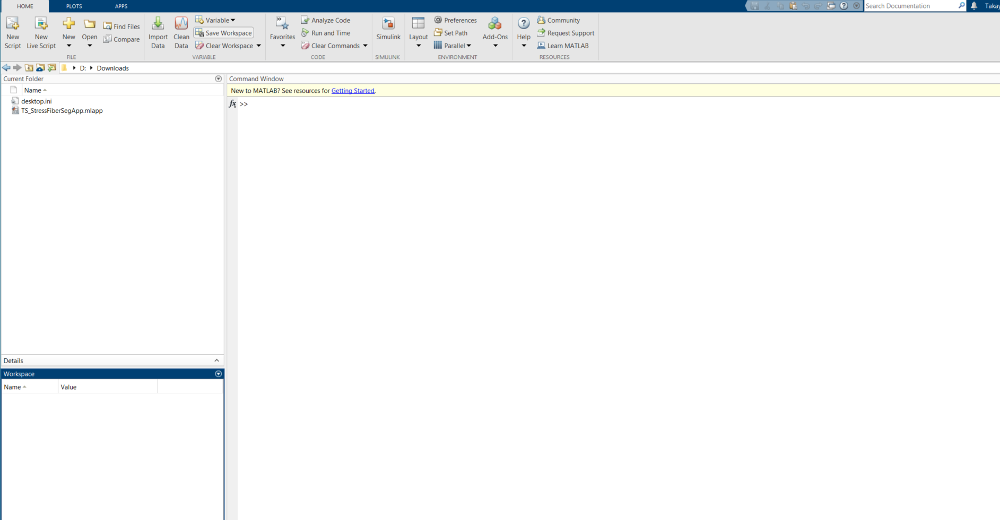 HOME PLOTS APPS
Search Documentation
Takay
New Script
New Live Script
New
Open
Find Files
Compare
FILE
Import Data
Clean Data
Variable
Save Workspace
Clear Workspace
VARIABLE
Favorites
Analyze Code
Run and Time
Clear Commands
CODE
Simulink
SIMULINK
Layout
Preferences
Set Path
Parallel
Add-Ons
ENVIRONMENT
Help
Community
Request Support
Learn MATLAB
RESOURCES
D: Downloads
Current Folder
Name
desktop.ini
TS_StressFiberSegApp.mlapp
Details
Workspace
Name Value
Command Window
New to MATLAB? See resources for Getting Started.
fx >>